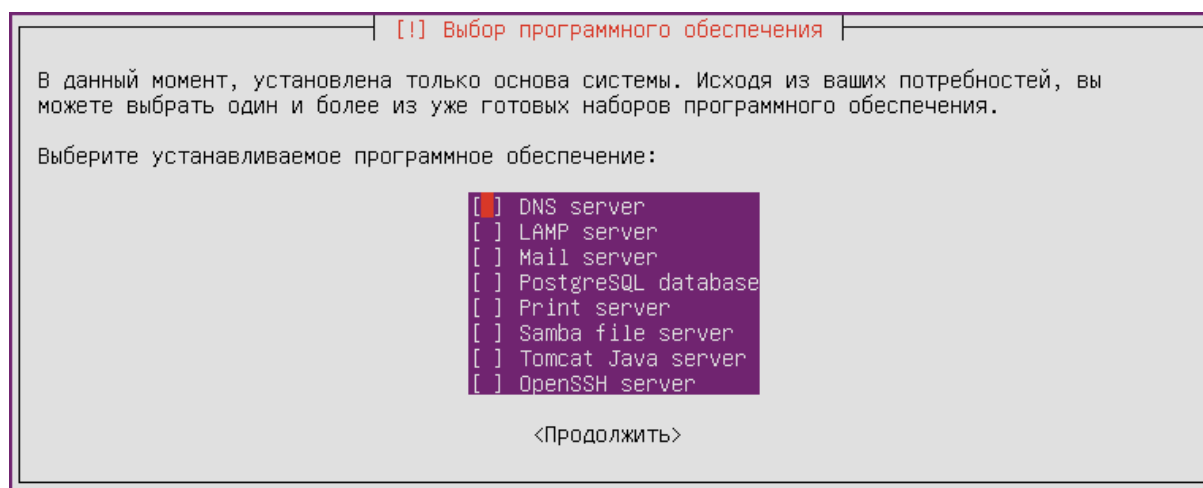 [!] Выбор программного обеспечения
В данный момент, установлена только основа системы. Исходя из ваших потребностей, вы
можете выбрать один и более из уже готовых наборов программного обеспечения.
Выберите устанавливаемое программное обеспечение:
[ ] DNS server
[ ] LAMP server
[ ] Mail server
[ ] PostgreSQL database
[ ] Print server
[ ] Samba file server
[ ] Tomcat Java server
[ ] OpenSSH server
<Продолжить>